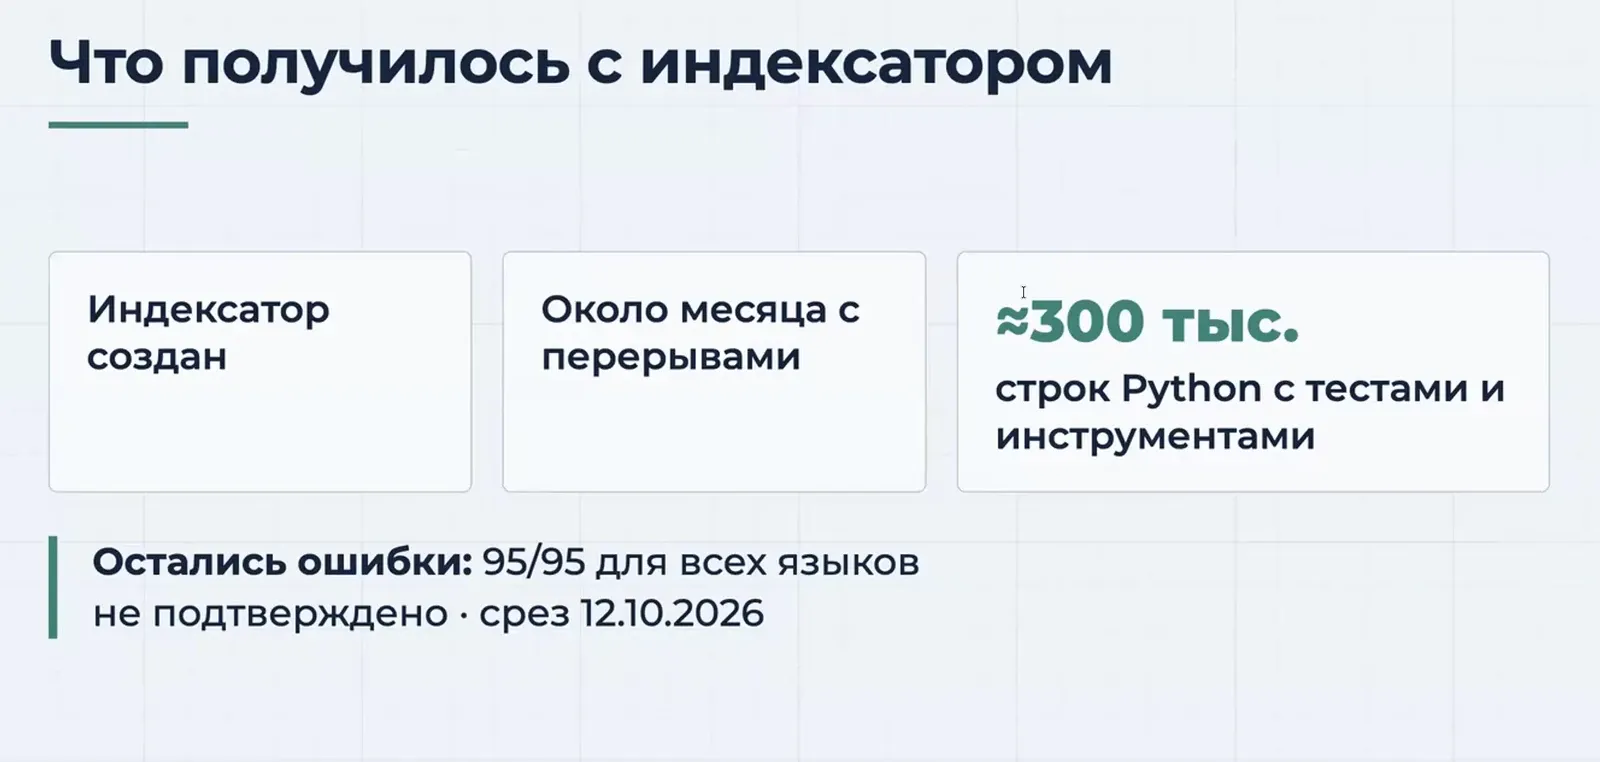 Что получилось с индексатором
Индексатор
создан
Около месяца с
перерывами
≈300 тыс.
строк Python с тестами и
инструментами
Остались ошибки: 95/95 для всех языков
не подтверждено · срез 12.10.2026